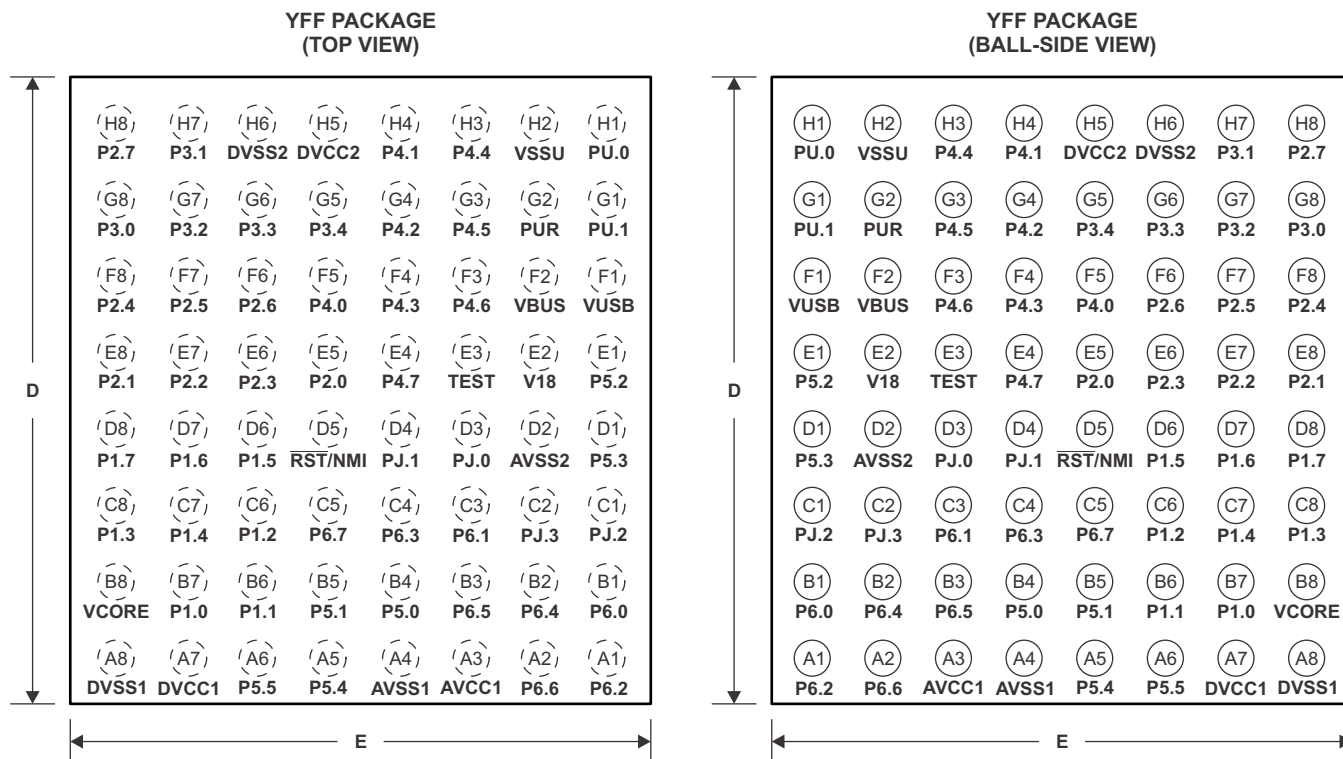 YFF PACKAGE
(TOP VIEW)
H8 H7 H6 H5 H4 H3 H2 H1
P2.7 P3.1 DVSS2 DVCC2 P4.1 P4.4 VSSU PU.0
G8 G7 G6 G5 G4 G3 G2 G1
P3.0 P3.2 P3.3 P3.4 P4.2 P4.5 PUR PU.1
F8 F7 F6 F5 F4 F3 F2 F1
P2.4 P2.5 P2.6 P4.0 P4.3 P4.6 VBUS VUSB
E8 E7 E6 E5 E4 E3 E2 E1
P2.1 P2.2 P2.3 P2.0 P4.7 TEST V18 P5.2
D
D8 D7 D6 D5 D4 D3 D2 D1
P1.7 P1.6 P1.5 RST/NMI PJ.1 PJ.0 AVSS2 P5.3
C8 C7 C6 C5 C4 C3 C2 C1
P1.3 P1.4 P1.2 P6.7 P6.3 P6.1 PJ.3 PJ.2
B8 B7 B6 B5 B4 B3 B2 B1
VCORE P1.0 P1.1 P5.1 P5.0 P6.5 P6.4 P6.0
A8 A7 A6 A5 A4 A3 A2 A1
DVSS1 DVCC1 P5.5 P5.4 AVSS1 AVCC1 P6.6 P6.2
E
YFF PACKAGE
(BALL-SIDE VIEW)
H1 H2 H3 H4 H5 H6 H7 H8
PU.0 VSSU P4.4 P4.1 DVCC2 DVSS2 P3.1 P2.7
G1 G2 G3 G4 G5 G6 G7 G8
PU.1 PUR P4.5 P4.2 P3.4 P3.3 P3.2 P3.0
F1 F2 F3 F4 F5 F6 F7 F8
VUSB VBUS P4.6 P4.3 P4.0 P2.6 P2.5 P2.4
E1 E2 E3 E4 E5 E6 E7 E8
P5.2 V18 TEST P4.7 P2.0 P2.3 P2.2 P2.1
D
D1 D2 D3 D4 D5 D6 D7 D8
P5.3 AVSS2 PJ.0 PJ.1 RST/NMI P1.5 P1.6 P1.7
C1 C2 C3 C4 C5 C6 C7 C8
PJ.2 PJ.3 P6.1 P6.3 P6.7 P1.2 P1.4 P1.3
B1 B2 B3 B4 B5 B6 B7 B8
P6.0 P6.4 P6.5 P5.0 P5.1 P1.1 P1.0 VCORE
A1 A2 A3 A4 A5 A6 A7 A8
P6.2 P6.6 AVCC1 AVSS1 P5.4 P5.5 DVCC1 DVSS1
E